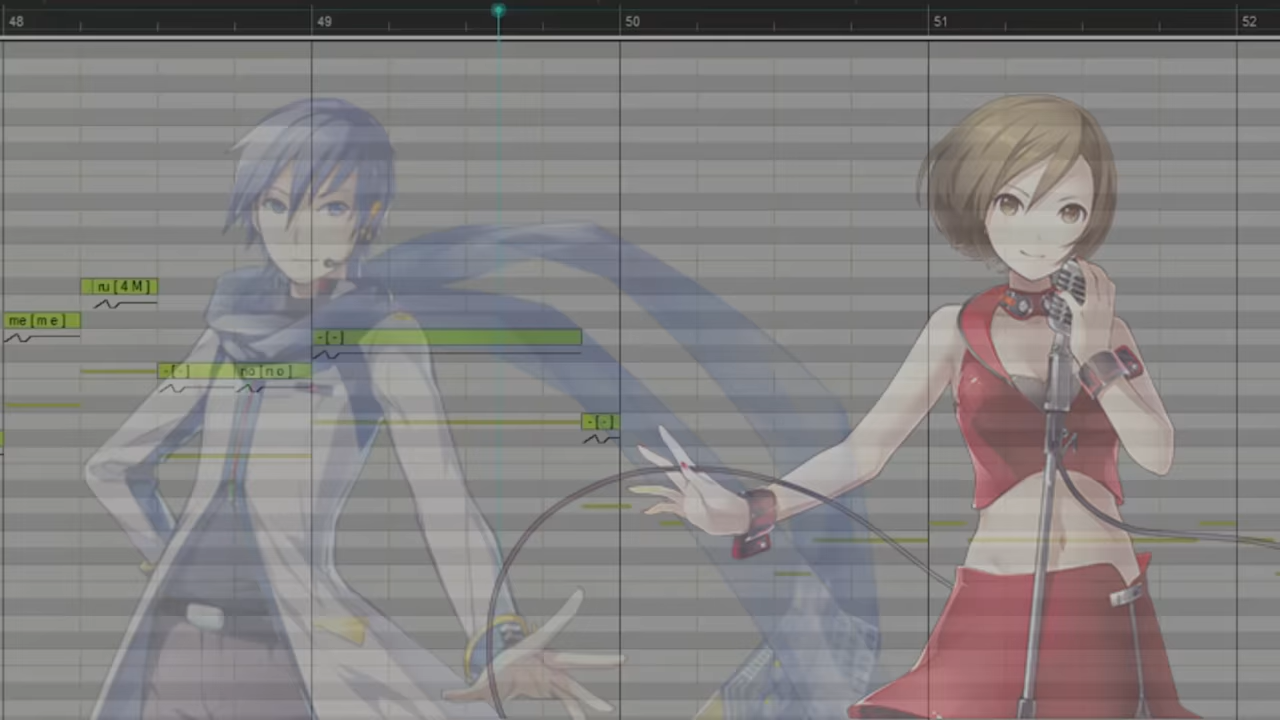 48 49 50 51 52
ru [4 M]
me [m e]
- [-]
- [-] no [n o]
- [-]